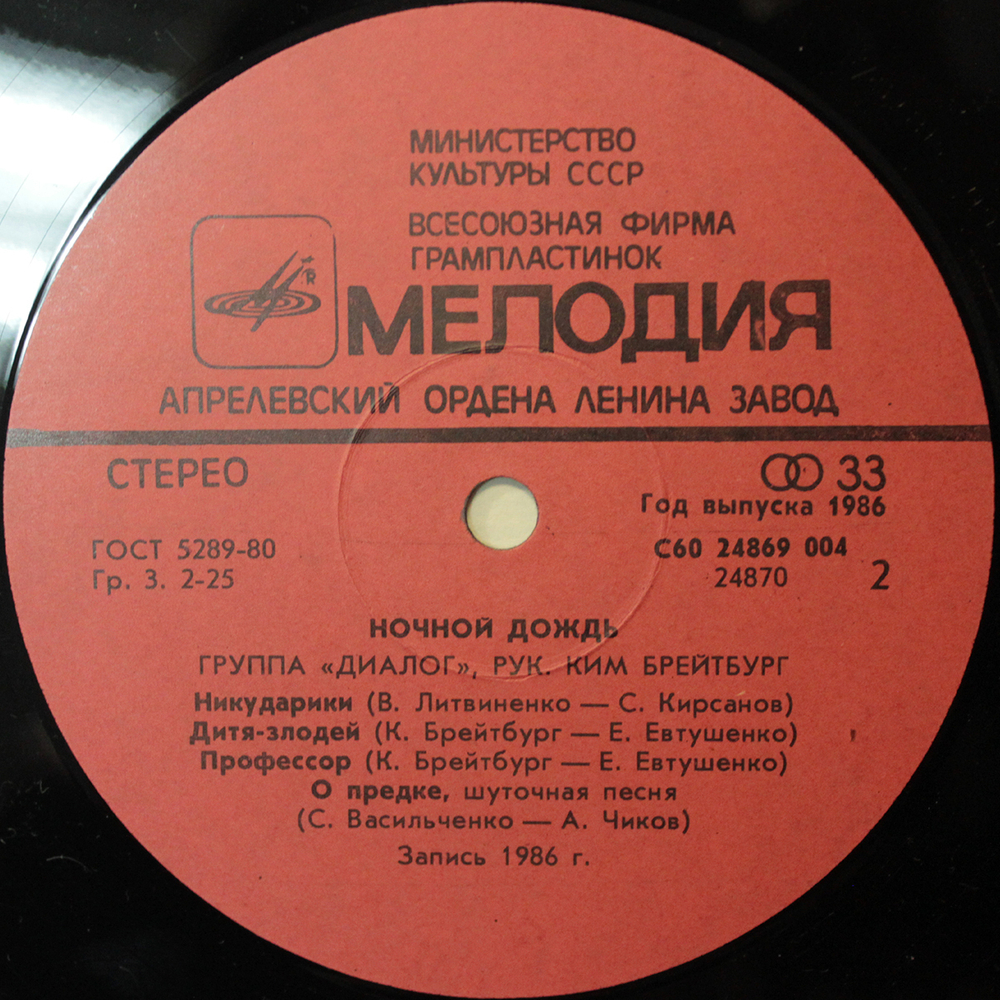 МИНИСТЕРСТВО
КУЛЬТУРЫ СССР
ВСЕСОЮЗНАЯ ФИРМА
ГРАМПЛАСТИНОК
МЕЛОДИЯ
АПРЕЛЕВСКИЙ ОРДЕНА ЛЕНИНА ЗАВОД
СТЕРЕО
33
Год выпуска 1986
ГОСТ 5289-80
Гр. 3. 2-25
С60 24869 004
24870
2
НОЧНОЙ ДОЖДЬ
ГРУППА «ДИАЛОГ», РУК. КИМ БРЕЙТБУРГ
Никударики (В. Литвиненко — С. Кирсанов)
Дитя-злодей (К. Брейтбург — Е. Евтушенко)
Профессор (К. Брейтбург — Е. Евтушенко)
О предке, шуточная песня
(С. Васильченко — А. Чиков)
Запись 1986 г.